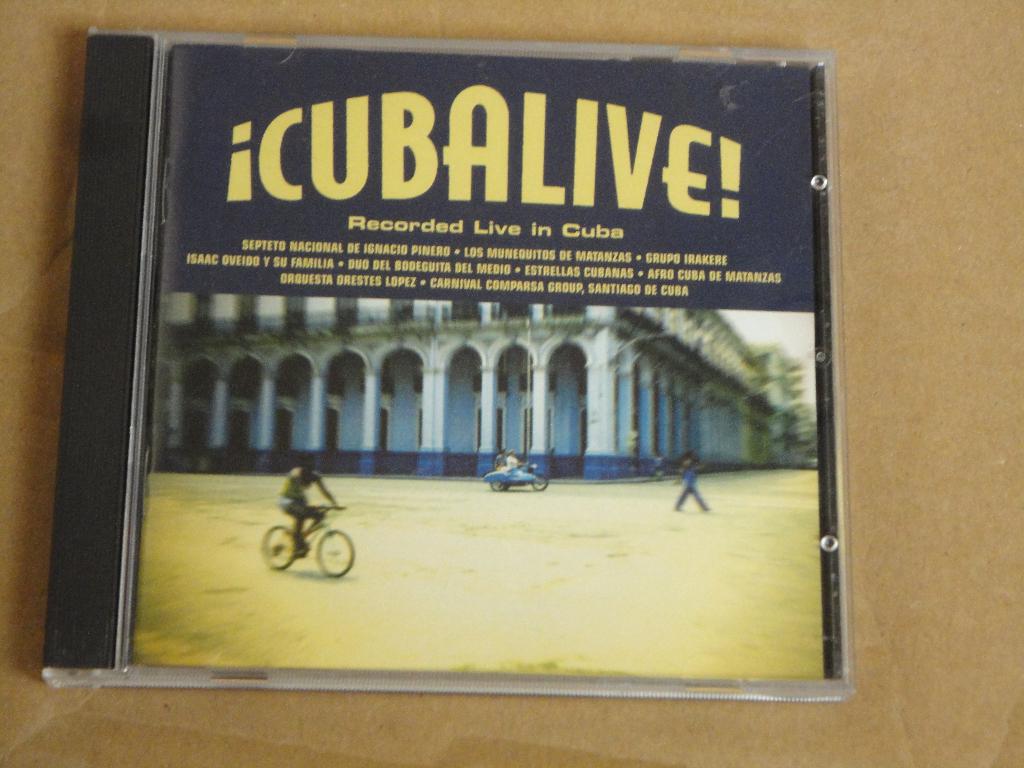 ¡CUBALIVE!
Recorded Live in Cuba
SEPTETO NACIONAL DE IGNACIO PINERO • LOS MUNEQUITOS DE MATANZAS • GRUPO IRAKERE
ISAAC OVEIDO Y SU FAMILIA • DUO DEL BODEGUITA DEL MEDIO • ESTRELLAS CUBANAS • AFRO CUBA DE MATANZAS
ORQUESTA ORESTES LOPEZ • CARNIVAL COMPARSA GROUP, SANTIAGO DE CUBA